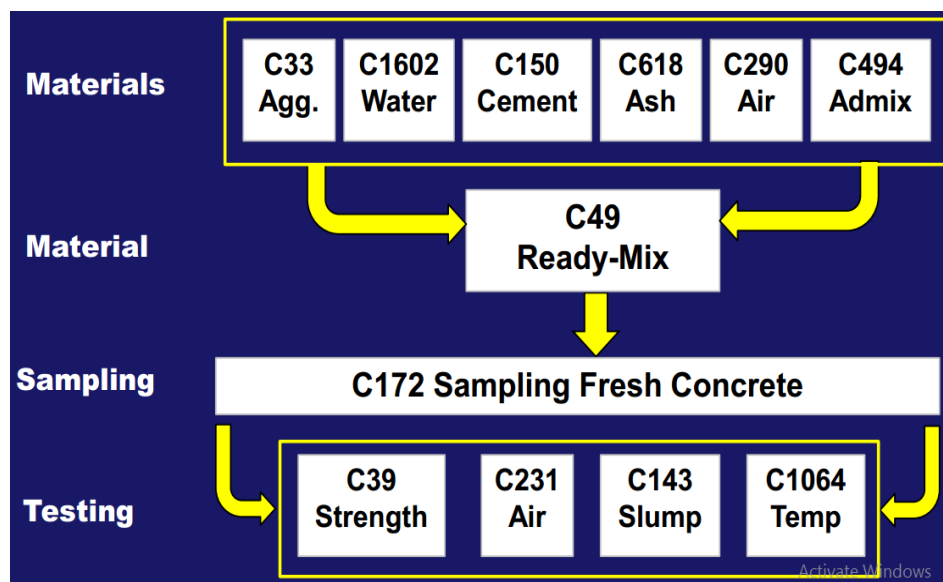 Materials
C33
Agg.
C1602
Water
C150
Cement
C618
Ash
C290
Air
C494
Admix
Material
C49
Ready-Mix
Sampling
C172 Sampling Fresh Concrete
Testing
C39
Strength
C231
Air
C143
Slump
C1064
Temp
Activate Windows